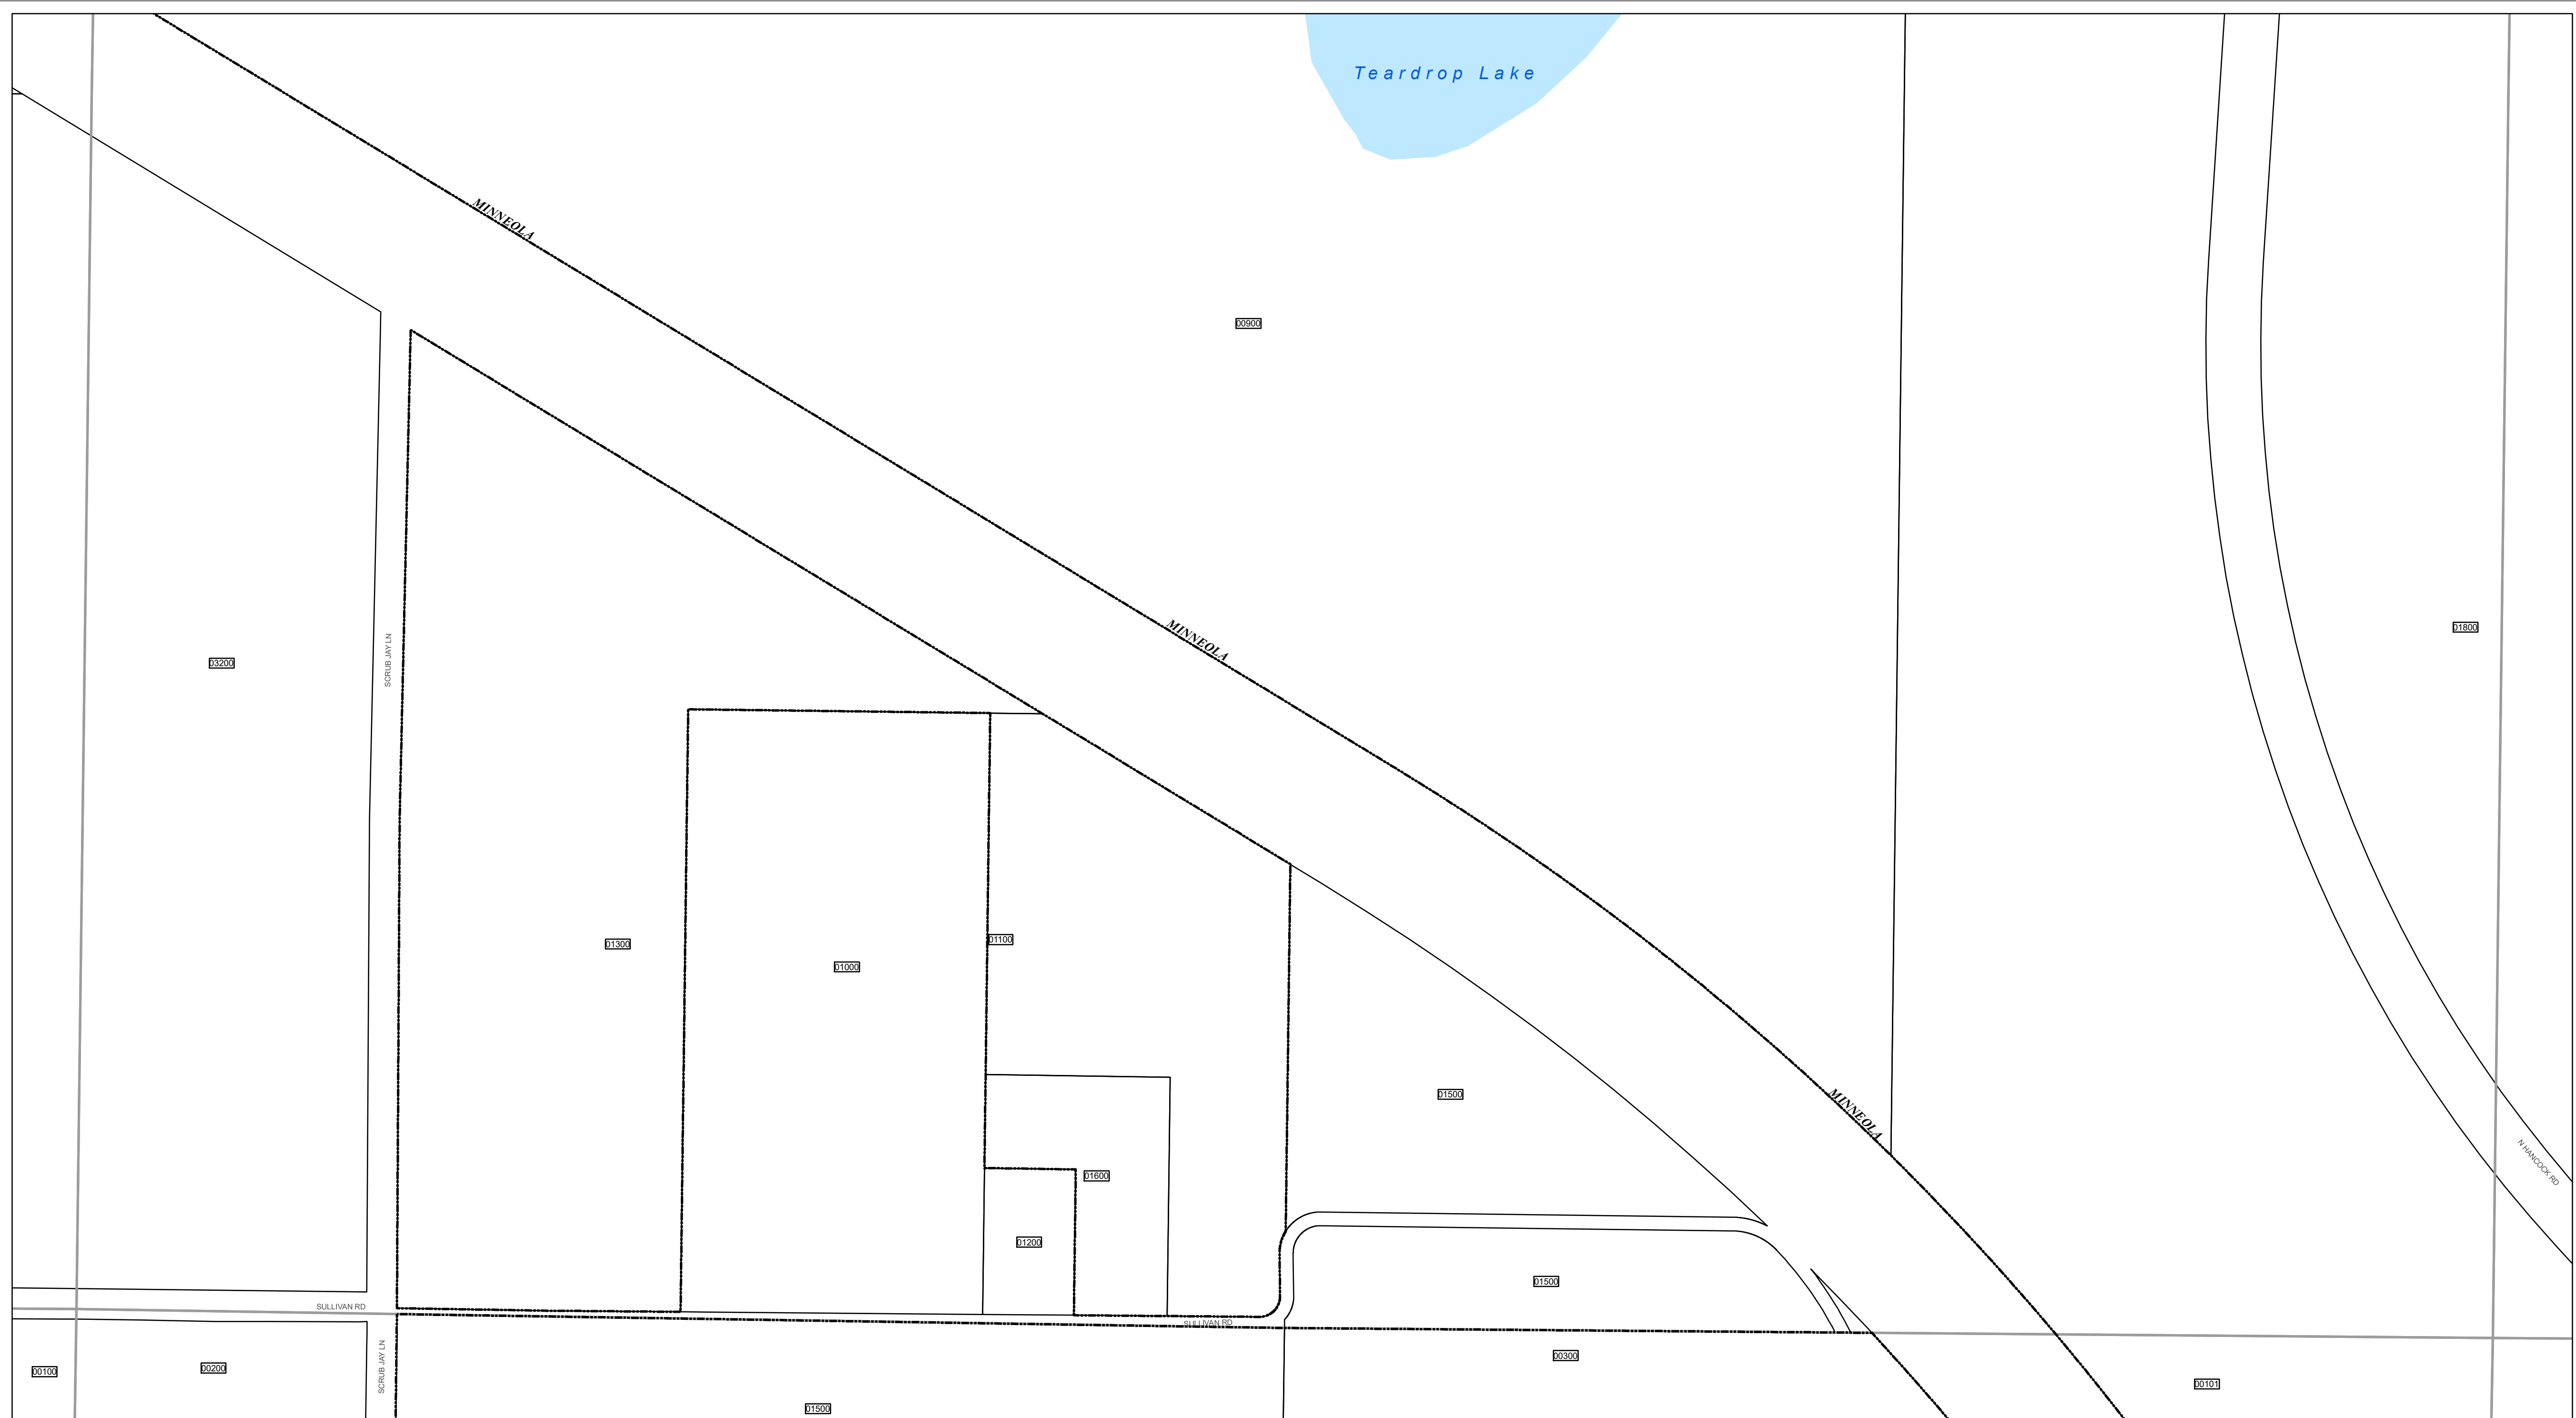 Teardrop Lake
MINNEOLA
00900
01800
MINNEOLA
SCRUB JAY LN
03200
01100
01300
01000
01500
MINNEOLA
N HANCOCK RD
01600
01200
01500
SULLIVAN RD
SULLIVAN RD
00300
SCRUB JAY LN
00200
00100
00101
01500